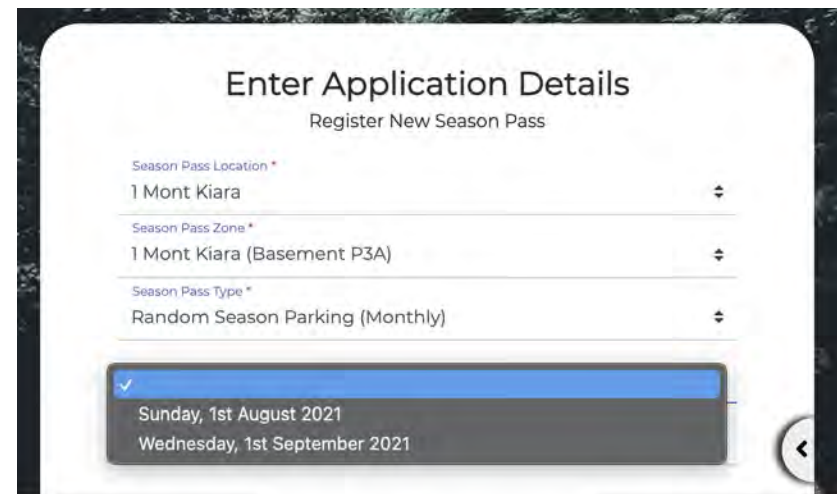 Enter Application Details
Register New Season Pass
Season Pass Location *
1 Mont Kiara
Season Pass Zone *
1 Mont Kiara (Basement P3A)
Season Pass Type *
Random Season Parking (Monthly)
Sunday, 1st August 2021
Wednesday, 1st September 2021